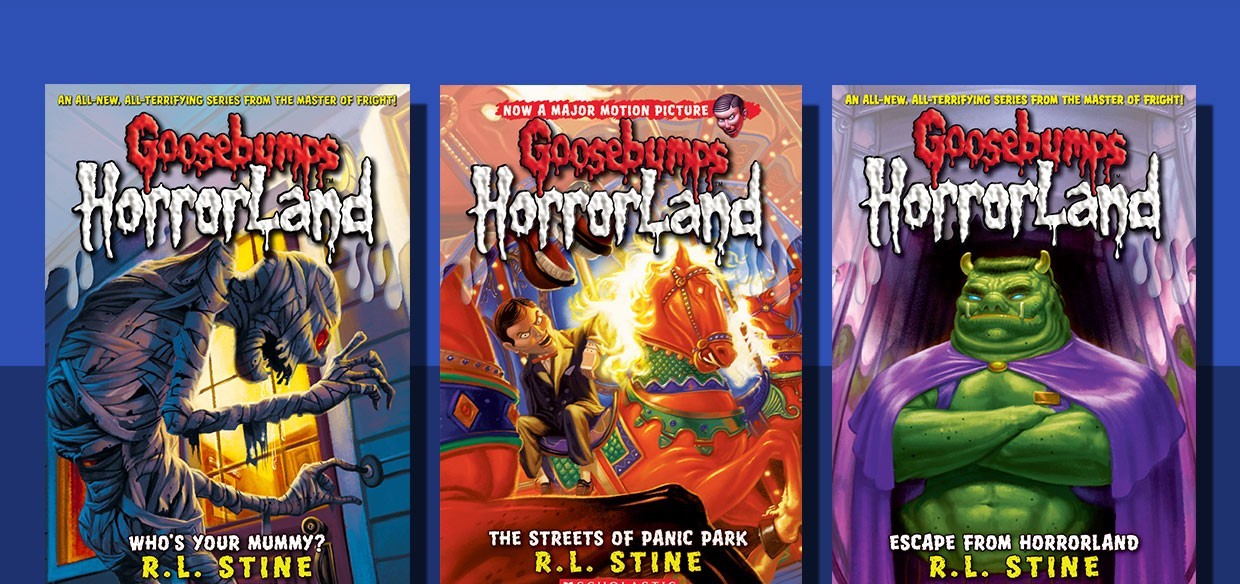 AN ALL-NEW, ALL-TERRIFYING SERIES FROM THE MASTER OF FRIGHT!
Goosebumps
HorrorLand
WHO'S YOUR MUMMY?
R.L. STINE
NOW A MAJOR MOTION PICTURE
Goosebumps
HorrorLand
THE STREETS OF PANIC PARK
R.L. STINE
SCHOLASTIC
AN ALL-NEW, ALL-TERRIFYING SERIES FROM THE MASTER OF FRIGHT!
Goosebumps
HorrorLand
ESCAPE FROM HORRORLAND
R.L. STINE